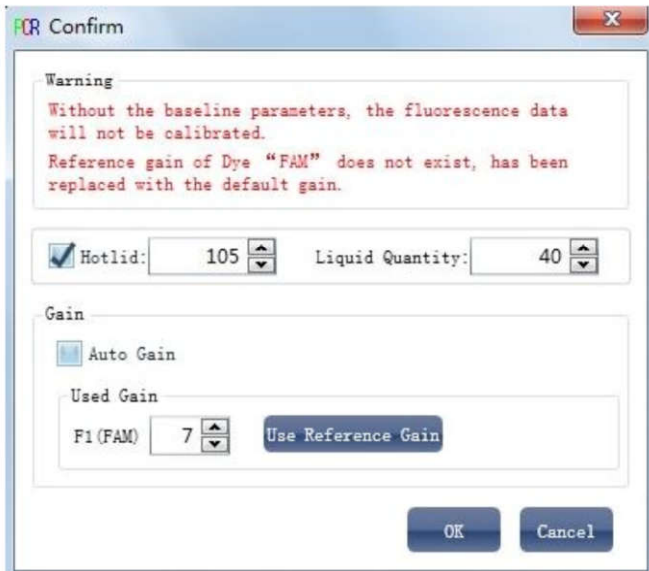 PCR Confirm
Warning
Without the baseline parameters, the fluorescence data
will not be calibrated.
Reference gain of Dye “FAM” does not exist, has been
replaced with the default gain.
Hotlid: 105 Liquid Quantity: 40
Gain
Auto Gain
Used Gain
F1(FAM) 7 Use Reference Gain
OK Cancel